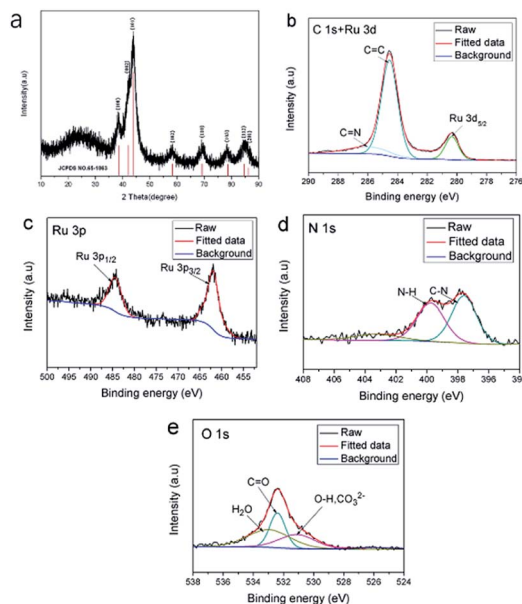 a
Intensity(a.u)
(100)
(002)
(101)
(102)
(110)
(103)
(112)
(201)
JCPDS NO.65-1863
10 20 30 40 50 60 70 80 90
2 Theta(degree)
b
C 1s+Ru 3d
Raw
Fitted data
Background
C=C
C=N
Ru 3d5/2
Intensity (a.u)
290 288 286 284 282 280 278
Binding energy (eV)
c
Ru 3p
Raw
Fitted data
Background
Ru 3p1/2
Ru 3p3/2
Intensity (a.u)
500 495 490 485 480 475 470 465 460 455
Binding energy (eV)
d
N 1s
Raw
Fitted data
Background
N-H
C-N
Intensity (a.u)
408 406 404 402 400 398 396 39
Binding energy (eV)
e
O 1s
Raw
Fitted data
Background
C=O
H2O
O-H,CO3 2-
Intensity (a.u)
538 536 534 532 530 528 526 524
Binding energy (eV)